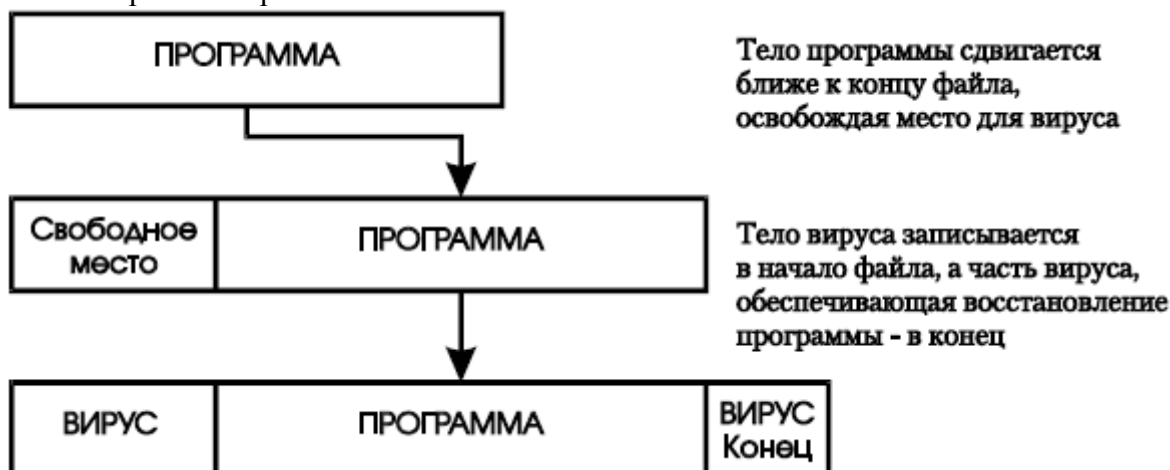 ПРОГРАММА
Тело программы сдвигается
ближе к концу файла,
освобождая место для вируса
Свободное
место
ПРОГРАММА
Тело вируса записывается
в начало файла, а часть вируса,
обеспечивающая восстановление
программы - в конец
ВИРУС
ПРОГРАММА
ВИРУС
Конец